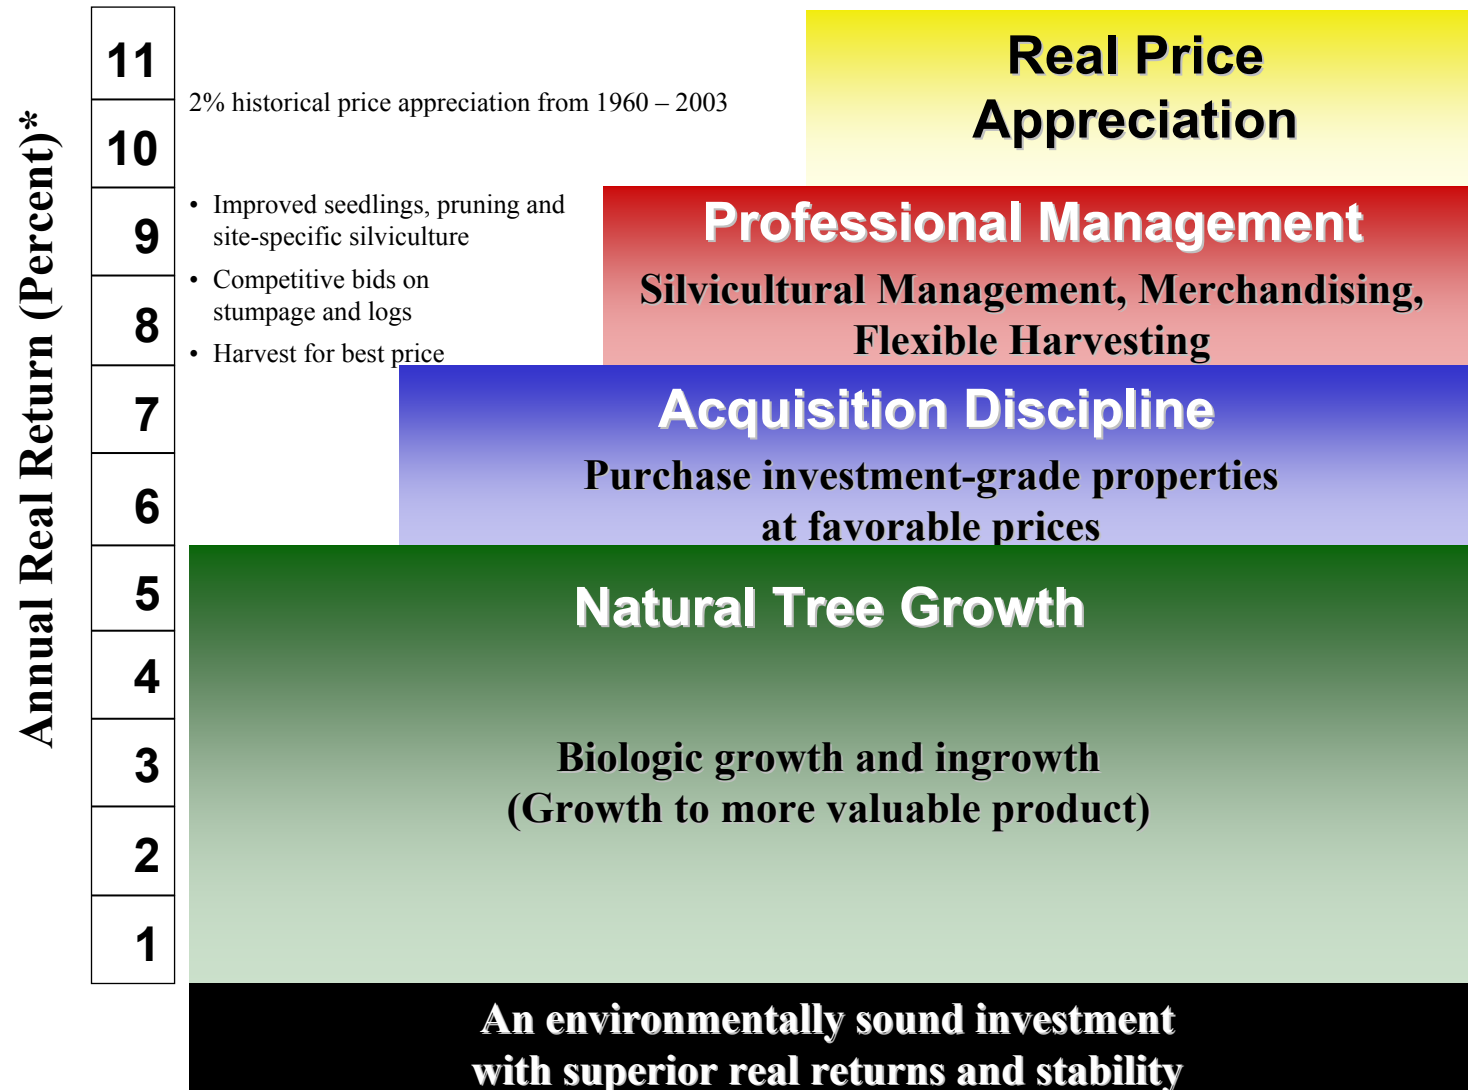 Annual Real Return (Percent)*
11
10
9
8
7
6
5
4
3
2
1
2% historical price appreciation from 1960 – 2003
• Improved seedlings, pruning and
site-specific silviculture
• Competitive bids on
stumpage and logs
• Harvest for best price
Real Price
Appreciation
Professional Management
Silvicultural Management, Merchandising,
Flexible Harvesting
Acquisition Discipline
Purchase investment-grade properties
at favorable prices
Natural Tree Growth
Biologic growth and ingrowth
(Growth to more valuable product)
An environmentally sound investment
with superior real returns and stability